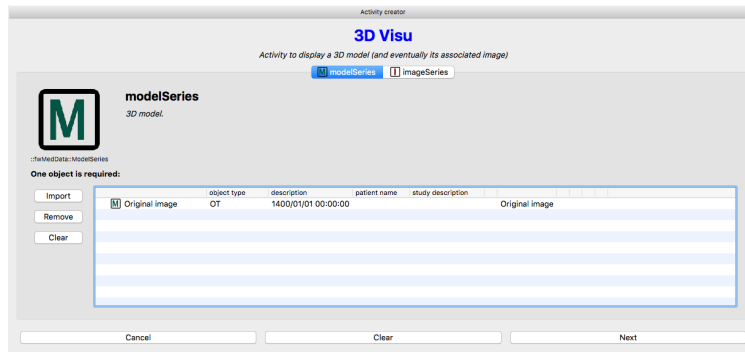 Activity creator
3D Visu
Activity to display a 3D model (and eventually its associated image)
M modelSeries I imageSeries
M
modelSeries
3D model.
::fwMedData::ModelSeries
One object is required:
Import
Remove
Clear
object type description patient name study description
M Original image OT 1400/01/01 00:00:00 Original image
Cancel Clear Next